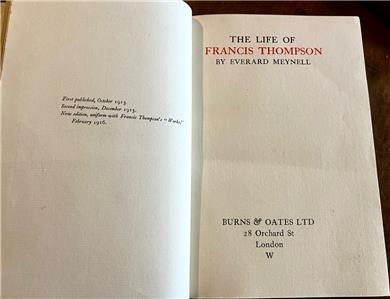 First published, October 1913.
Second impression, December 1913.
New edition, uniform with Francis Thompson's "Works,"
February 1916.
THE LIFE OF
FRANCIS THOMPSON
BY EVERARD MEYNELL
BURNS & OATES LTD
28 Orchard St
London
W